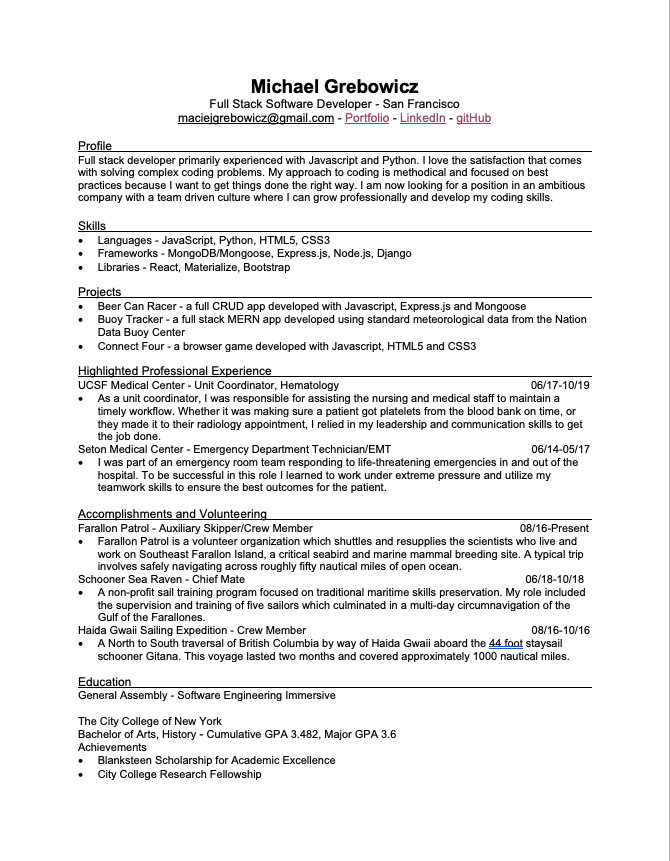 Michael Grebowicz
Full Stack Software Developer - San Francisco
maciejgrebowicz@gmail.com - Portfolio - LinkedIn - gitHub
Profile
Full stack developer primarily experienced with Javascript and Python. I love the satisfaction that comes
with solving complex coding problems. My approach to coding is methodical and focused on best
practices because I want to get things done the right way. I am now looking for a position in an ambitious
company with a team driven culture where I can grow professionally and develop my coding skills.
Skills
• Languages - JavaScript, Python, HTML5, CSS3
• Frameworks - MongoDB/Mongoose, Express.js, Node.js, Django
• Libraries - React, Materialize, Bootstrap
Projects
• Beer Can Racer - a full CRUD app developed with Javascript, Express.js and Mongoose
• Buoy Tracker - a full stack MERN app developed using standard meteorological data from the Nation
Data Buoy Center
• Connect Four - a browser game developed with Javascript, HTML5 and CSS3
Highlighted Professional Experience
UCSF Medical Center - Unit Coordinator, Hematology 06/17-10/19
• As a unit coordinator, I was responsible for assisting the nursing and medical staff to maintain a
timely workflow. Whether it was making sure a patient got platelets from the blood bank on time, or
they made it to their radiology appointment, I relied in my leadership and communication skills to get
the job done.
Seton Medical Center - Emergency Department Technician/EMT 06/14-05/17
• I was part of an emergency room team responding to life-threatening emergencies in and out of the
hospital. To be successful in this role I learned to work under extreme pressure and utilize my
teamwork skills to ensure the best outcomes for the patient.
Accomplishments and Volunteering
Farallon Patrol - Auxiliary Skipper/Crew Member 08/16-Present
• Farallon Patrol is a volunteer organization which shuttles and resupplies the scientists who live and
work on Southeast Farallon Island, a critical seabird and marine mammal breeding site. A typical trip
involves safely navigating across roughly fifty nautical miles of open ocean.
Schooner Sea Raven - Chief Mate 06/18-10/18
• A non-profit sail training program focused on traditional maritime skills preservation. My role included
the supervision and training of five sailors which culminated in a multi-day circumnavigation of the
Gulf of the Farallones.
Haida Gwaii Sailing Expedition - Crew Member 08/16-10/16
• A North to South traversal of British Columbia by way of Haida Gwaii aboard the 44 foot staysail
schooner Gitana. This voyage lasted two months and covered approximately 1000 nautical miles.
Education
General Assembly - Software Engineering Immersive
The City College of New York
Bachelor of Arts, History - Cumulative GPA 3.482, Major GPA 3.6
Achievements
• Blanksteen Scholarship for Academic Excellence
• City College Research Fellowship